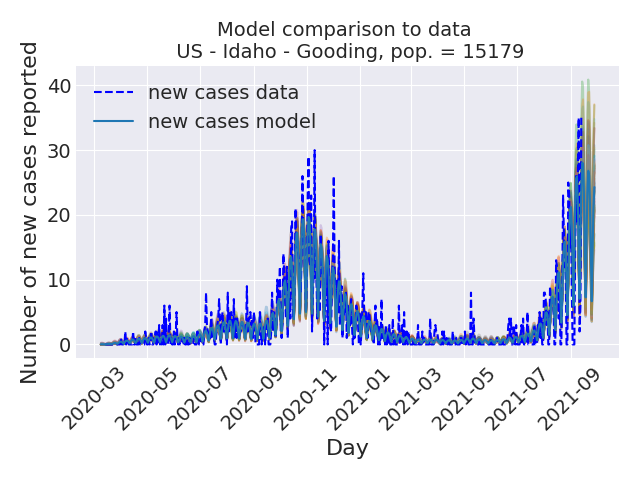 Model comparison to data
US - Idaho - Gooding, pop. = 15179
Number of new cases reported
40
30
20
10
0
new cases data
new cases model
2020-03
2020-05
2020-07
2020-09
2020-11
2021-01
2021-03
2021-05
2021-07
2021-09
Day